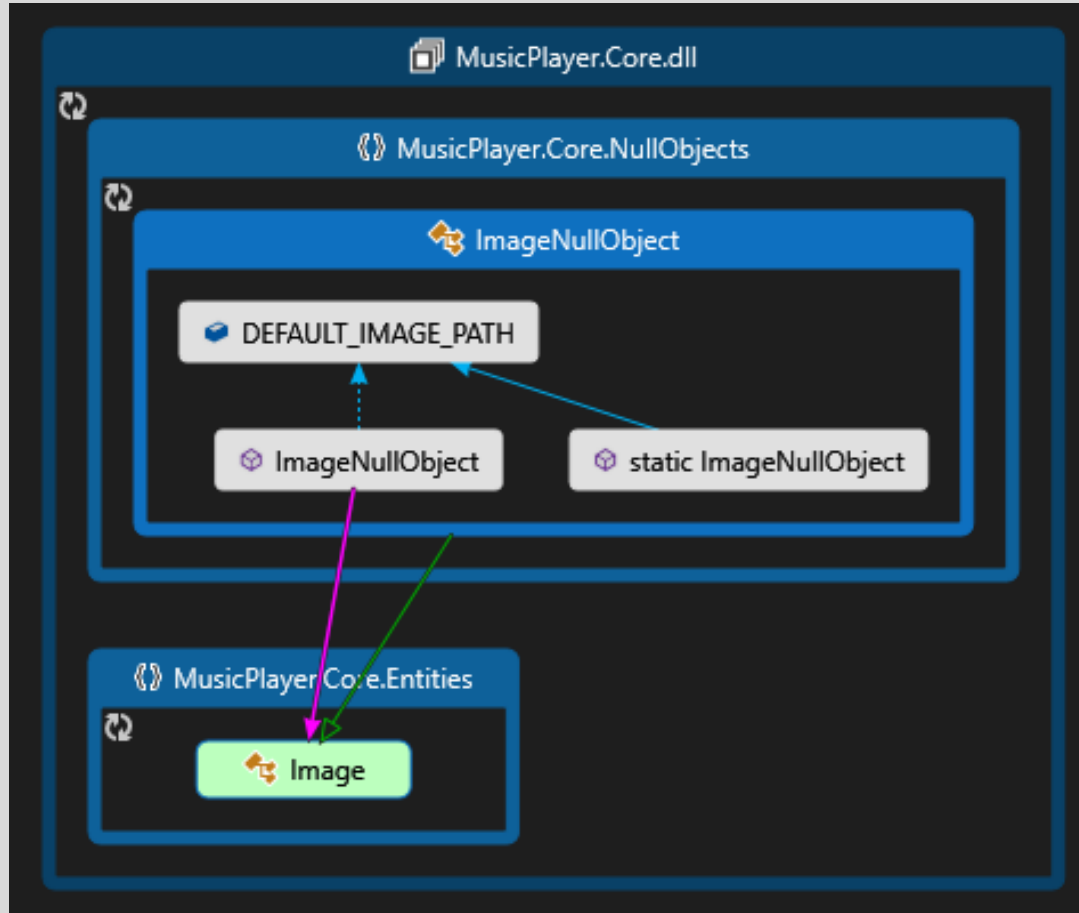 MusicPlayer.Core.dll
MusicPlayer.Core.NullObjects
ImageNullObject
DEFAULT_IMAGE_PATH
ImageNullObject
static ImageNullObject
MusicPlayer.Core.Entities
Image